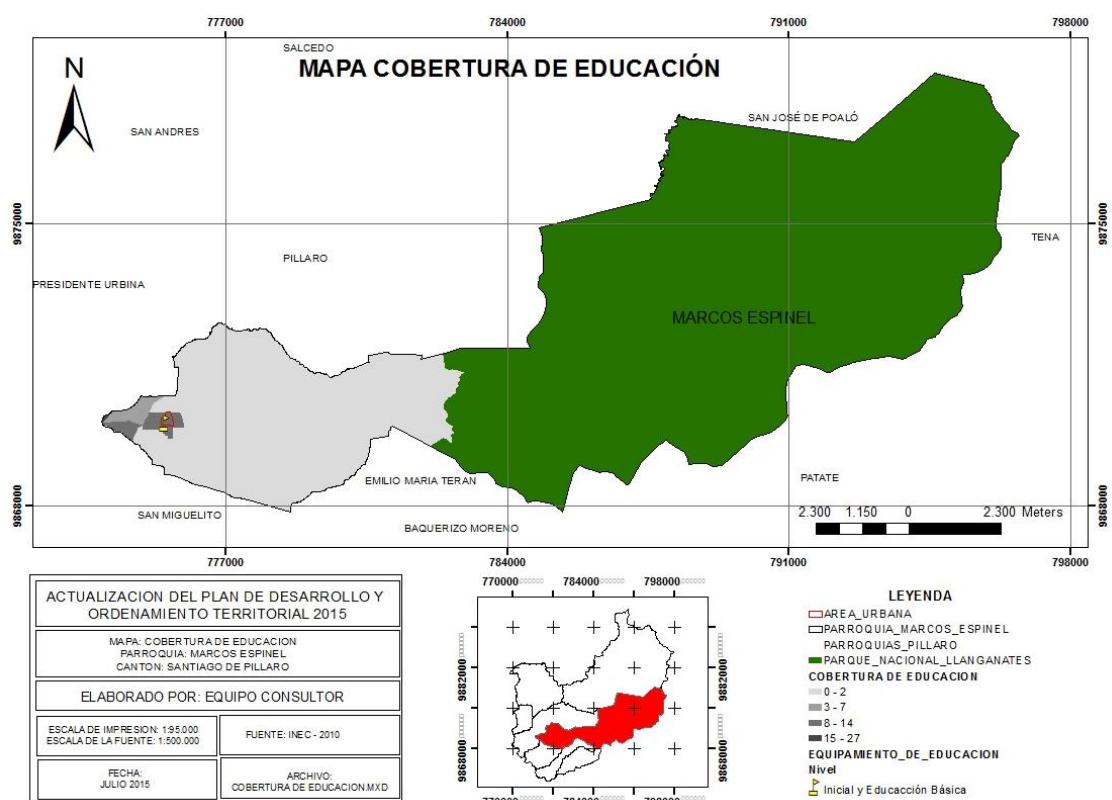 777000 784000 791000 798000
SALCEDO
MAPA COBERTURA DE EDUCACIÓN
N
SAN ANDRES
SAN JOSÉ DE POALÓ
9875000 9875000
TENA
PILLARO
PRESIDENTE URBINA
MARCOS ESPINEL
EMILIO MARIA TERAN
PATATE
9868000 9868000
SAN MIGUELITO
BAQUERIZO MORENO
2.300 1.150 0 2.300 Meters
777000 784000 791000 798000
ACTUALIZACION DEL PLAN DE DESARROLLO Y
ORDENAMIENTO TERRITORIAL 2015
MAPA: COBERTURA DE EDUCACION
PARROQUIA: MARCOS ESPINEL
CANTON: SANTIAGO DE PILLARO
ELABORADO POR: EQUIPO CONSULTOR
ESCALA DE IMPRESION: 1:95.000
ESCALA DE LA FUENTE: 1:500.000
FUENTE: INEC - 2010
FECHA:
JULIO 2015
ARCHIVO:
COBERTURA DE EDUCACION.MXD
770000 784000 798000
9882000 9882000
9868000 9868000
770000 784000 798000
LEYENDA
AREA_URBANA
PARROQUIA_MARCOS_ESPINEL
PARROQUIAS_PILLARO
PARQUE_NACIONAL_LLANGANATES
COBERTURA DE EDUCACION
0 - 2
3 - 7
8 - 14
15 - 27
EQUIPAMIENTO_DE_EDUCACION
Nivel
Inicial y Educacción Básica